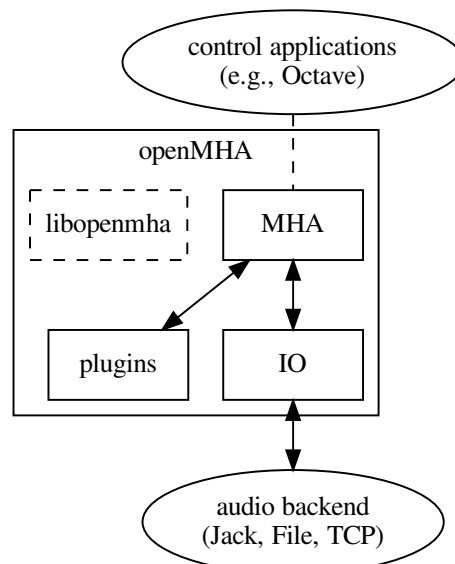 control applications
(e.g., Octave)
openMHA
libopenmha
MHA
plugins
IO
audio backend
(Jack, File, TCP)